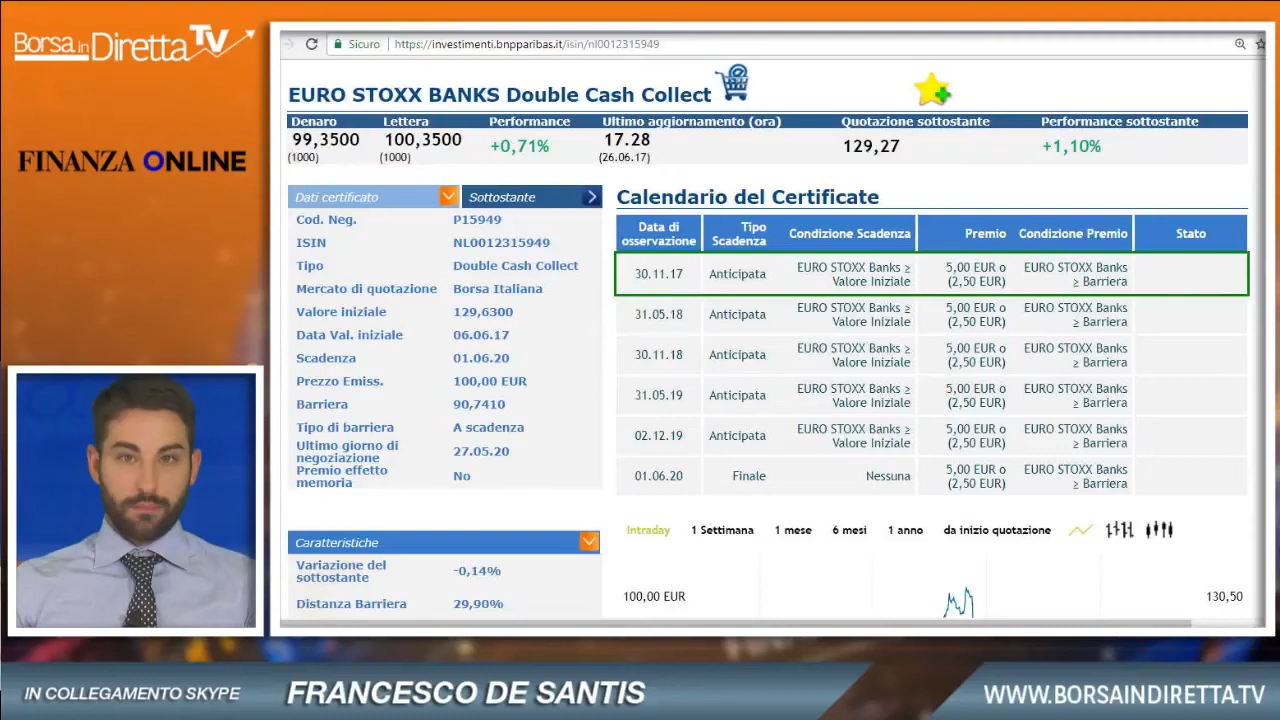 Borsa in Diretta TV
FINANZA ONLINE
Sicuro https://investimenti.bnpparibas.it/isin/nl0012315949
EURO STOXX BANKS Double Cash Collect
Denaro Lettera Performance Ultimo aggiornamento (ora) Quotazione sottostante Performance sottostante
99,3500 100,3500 +0,71% 17.28 129,27 +1,10%
(1000) (1000) (26.06.17)
Dati certificato Sottostante
Cod. Neg. P15949
ISIN NL0012315949
Tipo Double Cash Collect
Mercato di quotazione Borsa Italiana
Valore iniziale 129,6300
Data Val. iniziale 06.06.17
Scadenza 01.06.20
Prezzo Emiss. 100,00 EUR
Barriera 90,7410
Tipo di barriera A scadenza
Ultimo giorno di
negoziazione 27.05.20
Premio effetto
memoria No
Caratteristiche
Variazione del
sottostante -0,14%
Distanza Barriera 29,90%
Calendario del Certificate
Data di Tipo Condizione Scadenza Premio Condizione Premio Stato
osservazione Scadenza
30.11.17 Anticipata EURO STOXX Banks ≥ 5,00 EUR o EURO STOXX Banks
Valore Iniziale (2,50 EUR) ≥ Barriera
31.05.18 Anticipata EURO STOXX Banks ≥ 5,00 EUR o EURO STOXX Banks
Valore Iniziale (2,50 EUR) ≥ Barriera
30.11.18 Anticipata EURO STOXX Banks ≥ 5,00 EUR o EURO STOXX Banks
Valore Iniziale (2,50 EUR) ≥ Barriera
31.05.19 Anticipata EURO STOXX Banks ≥ 5,00 EUR o EURO STOXX Banks
Valore Iniziale (2,50 EUR) ≥ Barriera
02.12.19 Anticipata EURO STOXX Banks ≥ 5,00 EUR o EURO STOXX Banks
Valore Iniziale (2,50 EUR) ≥ Barriera
01.06.20 Finale Nessuna 5,00 EUR o EURO STOXX Banks
(2,50 EUR) ≥ Barriera
Intraday 1 Settimana 1 mese 6 mesi 1 anno da inizio quotazione
100,00 EUR 130,50
IN COLLEGAMENTO SKYPE FRANCESCO DE SANTIS WWW.BORSAINDIRETTA.TV